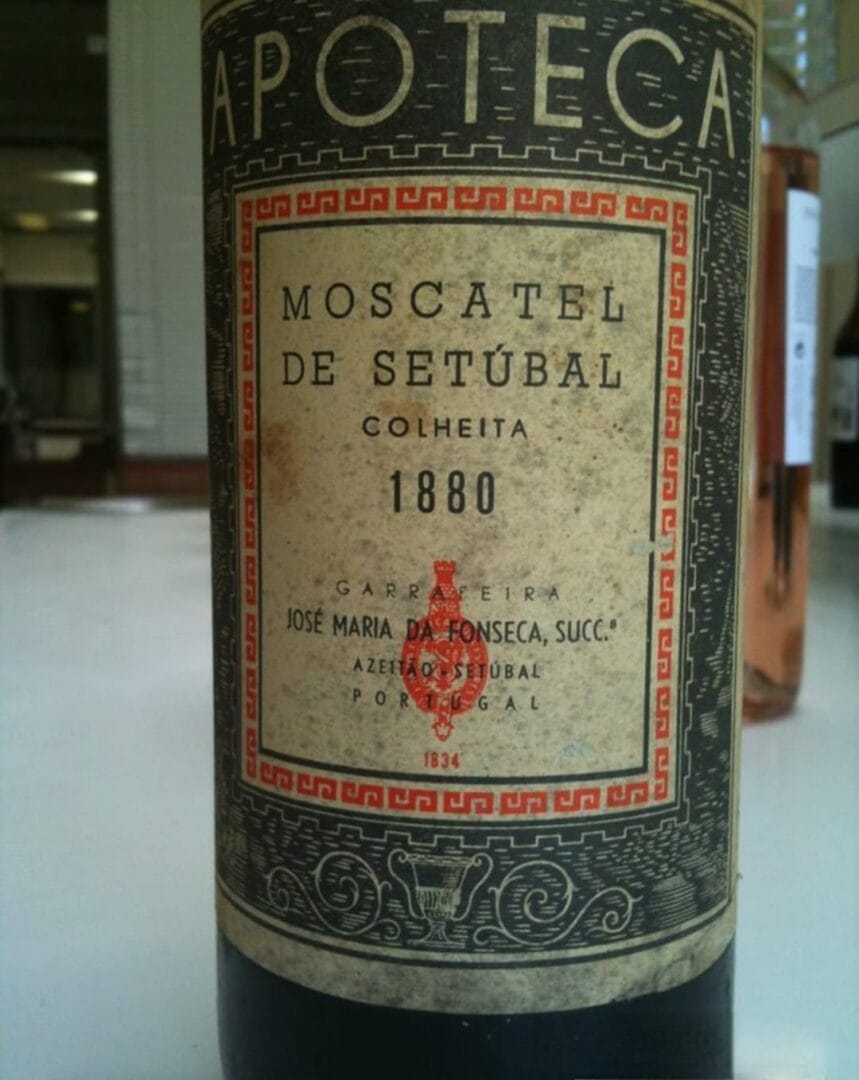 APOTECA
MOSCATEL
DE SETÚBAL
COLHEITA
1880
GARRAFEIRA
JOSÉ MARIA DA FONSECA, SUCC.ª
AZEITÃO - SETÚBAL
PORTUGAL
1834